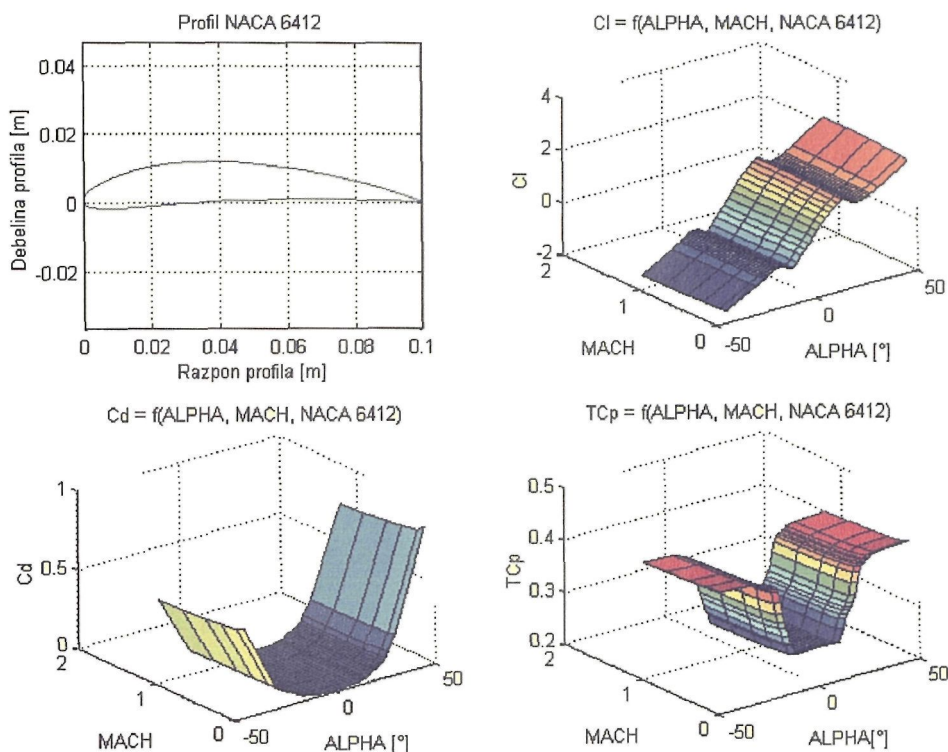 Profil NACA 6412
0.04
0.02
0
-0.02
Debelina profila [m]
0 0.02 0.04 0.06 0.08 0.1
Razpon profila [m]
Cl = f(ALPHA, MACH, NACA 6412)
4
2
0
-2
Cl
2
1
0
MACH
-50
0
50
ALPHA [°]
Cd = f(ALPHA, MACH, NACA 6412)
1
0.5
0
Cd
2
1
0
MACH
-50
0
50
ALPHA [°]
TCp = f(ALPHA, MACH, NACA 6412)
0.5
0.4
0.3
0.2
TCp
2
1
0
MACH
-50
0
50
ALPHA[°]